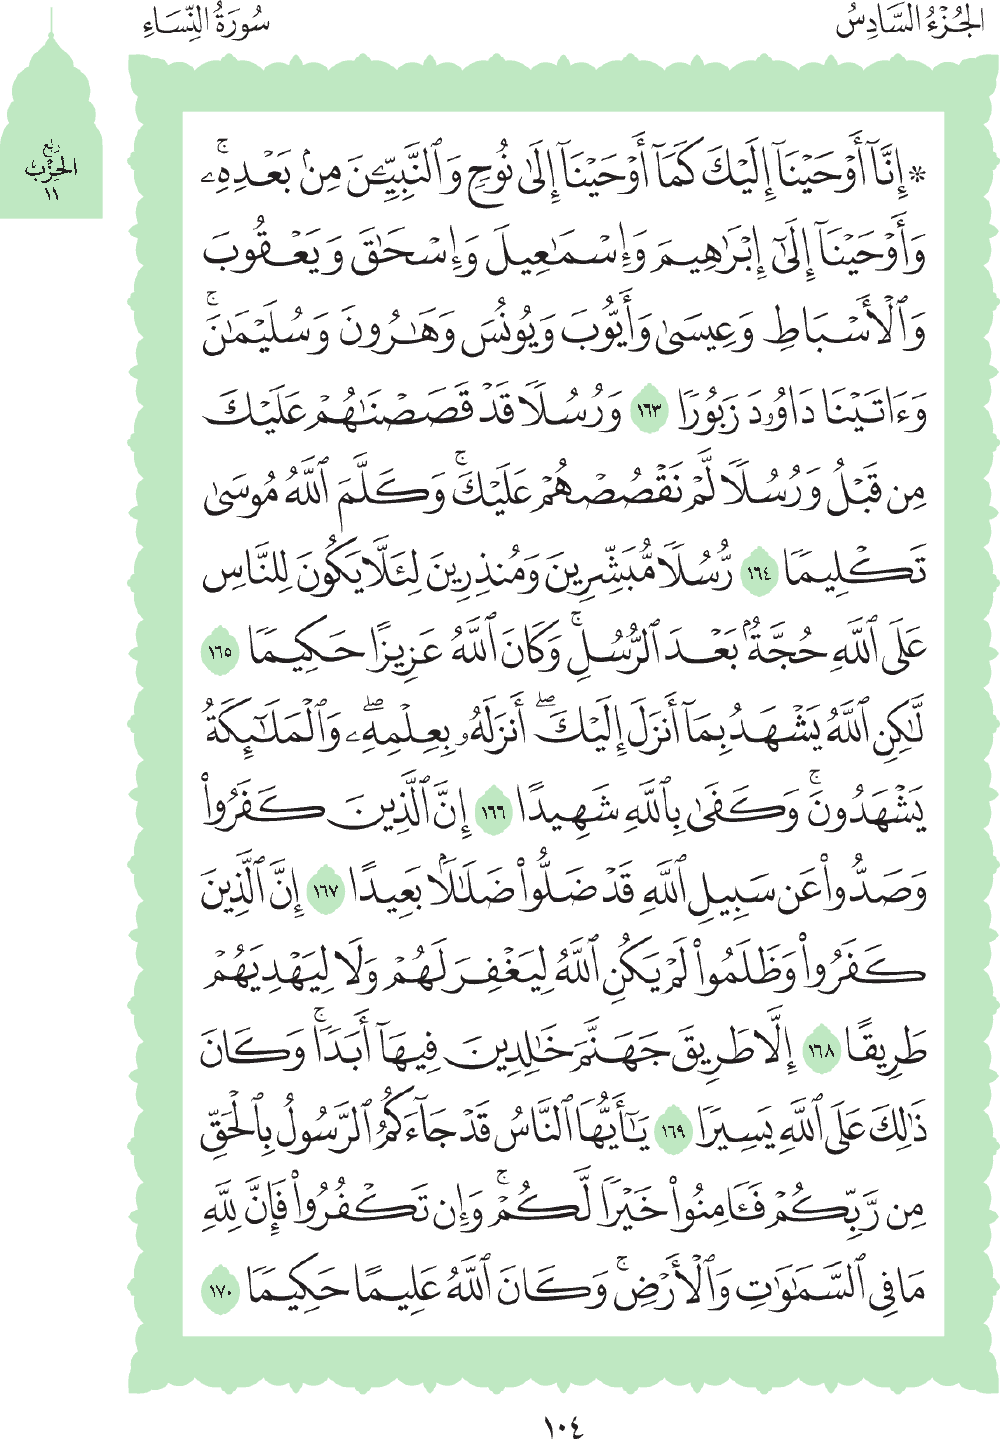 الجُزْءُ السَّادِسُ
سُورَةُ النِّسَاءِ
رُبْع
الحِزْب
١١
۞ إِنَّآ أَوْحَيْنَآ إِلَيْكَ كَمَآ أَوْحَيْنَآ إِلَىٰ نُوحٍ وَٱلنَّبِيِّـۧنَ مِنۢ بَعْدِهِۦۚ
وَأَوْحَيْنَآ إِلَىٰٓ إِبْرَٰهِيمَ وَإِسْمَٰعِيلَ وَإِسْحَٰقَ وَيَعْقُوبَ
وَٱلْأَسْبَاطِ وَعِيسَىٰ وَأَيُّوبَ وَيُونُسَ وَهَٰرُونَ وَسُلَيْمَٰنَۚ
وَءَاتَيْنَا دَاوُۥدَ زَبُورًا ١٦٣ وَرُسُلًا قَدْ قَصَصْنَٰهُمْ عَلَيْكَ
مِن قَبْلُ وَرُسُلًا لَّمْ نَقْصُصْهُمْ عَلَيْكَۚ وَكَلَّمَ ٱللَّهُ مُوسَىٰ
تَكْلِيمًا ١٦٤ رُّسُلًا مُّبَشِّرِينَ وَمُنذِرِينَ لِئَلَّا يَكُونَ لِلنَّاسِ
عَلَى ٱللَّهِ حُجَّةٌۢ بَعْدَ ٱلرُّسُلِۚ وَكَانَ ٱللَّهُ عَزِيزًا حَكِيمًا ١٦٥
لَّٰكِنِ ٱللَّهُ يَشْهَدُ بِمَآ أَنزَلَ إِلَيْكَۖ أَنزَلَهُۥ بِعِلْمِهِۦۖ وَٱلْمَلَٰٓئِكَةُ
يَشْهَدُونَۚ وَكَفَىٰ بِٱللَّهِ شَهِيدًا ١٦٦ إِنَّ ٱلَّذِينَ كَفَرُوا۟
وَصَدُّوا۟ عَن سَبِيلِ ٱللَّهِ قَدْ ضَلُّوا۟ ضَلَٰلًۢا بَعِيدًا ١٦٧ إِنَّ ٱلَّذِينَ
كَفَرُوا۟ وَظَلَمُوا۟ لَمْ يَكُنِ ٱللَّهُ لِيَغْفِرَ لَهُمْ وَلَا لِيَهْدِيَهُمْ
طَرِيقًا ١٦٨ إِلَّا طَرِيقَ جَهَنَّمَ خَٰلِدِينَ فِيهَآ أَبَدًاۚ وَكَانَ
ذَٰلِكَ عَلَى ٱللَّهِ يَسِيرًا ١٦٩ يَٰٓأَيُّهَا ٱلنَّاسُ قَدْ جَآءَكُمُ ٱلرَّسُولُ بِٱلْحَقِّ
مِن رَّبِّكُمْ فَـَٔامِنُوا۟ خَيْرًا لَّكُمْۚ وَإِن تَكْفُرُوا۟ فَإِنَّ لِلَّهِ
مَا فِى ٱلسَّمَٰوَٰتِ وَٱلْأَرْضِۚ وَكَانَ ٱللَّهُ عَلِيمًا حَكِيمًا ١٧٠
١٠٤